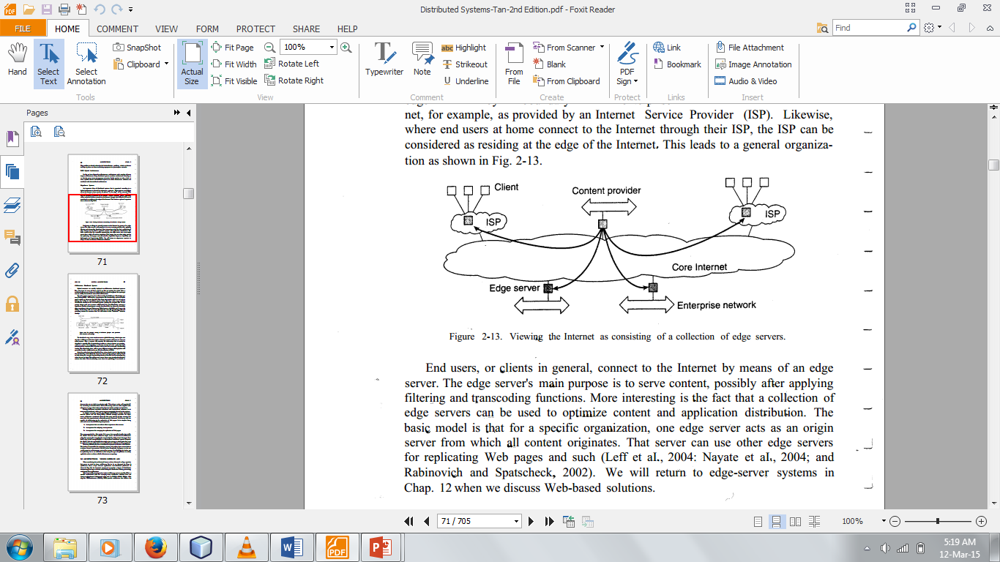 Distributed Systems-Tan-2nd Edition.pdf - Foxit Reader
FILE HOME COMMENT VIEW FORM PROTECT SHARE HELP
Find
Hand
Select Text
Select Annotation
SnapShot
Clipboard
Tools
Actual Size
Fit Page
Fit Width
Fit Visible
100%
Rotate Left
Rotate Right
View
Typewriter
Note
abc Highlight
Strikeout
U Underline
Comment
From File
From Scanner
Blank
From Clipboard
Create
PDF Sign
Protect
Link
Bookmark
Links
File Attachment
Image Annotation
Audio & Video
Insert
Pages
71
72
73
net, for example, as provided by an Internet Service Provider (ISP). Likewise,
where end users at home connect to the Internet through their ISP, the ISP can be
considered as residing at the edge of the Internet. This leads to a general organiza-
tion as shown in Fig. 2-13.
Client
Content provider
ISP
ISP
Core Internet
Edge server
Enterprise network
Figure 2-13. Viewing the Internet as consisting of a collection of edge servers.
End users, or clients in general, connect to the Internet by means of an edge
server. The edge server's main purpose is to serve content, possibly after applying
filtering and transcoding functions. More interesting is the fact that a collection of
edge servers can be used to optimize content and application distribution. The
basic model is that for a specific organization, one edge server acts as an origin
server from which all content originates. That server can use other edge servers
for replicating Web pages and such (Leff et aI., 2004: Nayate et aI., 2004; and
Rabinovich and Spatscheck, 2002). We will return to edge-server systems in
Chap. 12 when we discuss Web-based solutions.
71 / 705
100%
PDF
5:19 AM
12-Mar-15